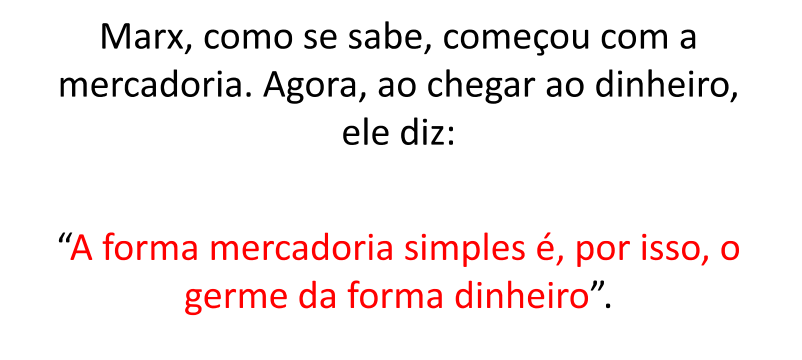 Marx, como se sabe, começou com a
mercadoria. Agora, ao chegar ao dinheiro,
ele diz:
“A forma mercadoria simples é, por isso, o
germe da forma dinheiro”.